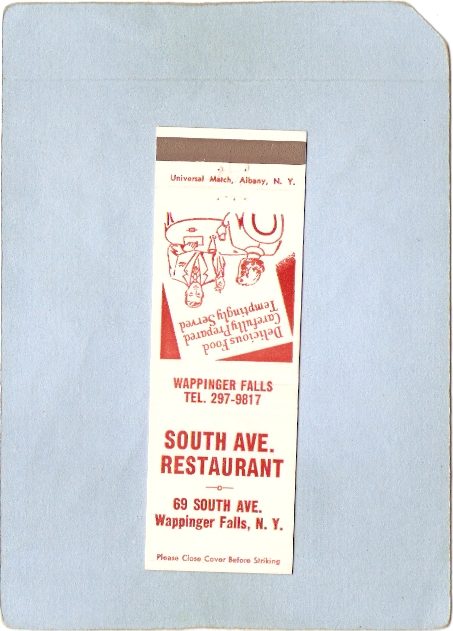 Universal Match, Albany, N. Y.
Delicious Food
Carefully Prepared
Temptingly Served
WAPPINGER FALLS
TEL. 297-9817
SOUTH AVE.
RESTAURANT
69 SOUTH AVE.
Wappinger Falls, N. Y.
Please Close Cover Before Striking